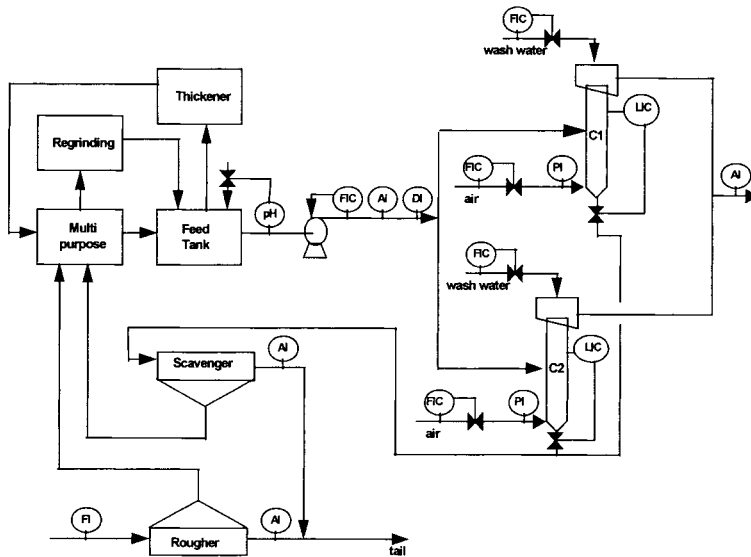 FIC
wash water
Thickener
LIC
C1
Regrinding
FIC
PI
AI
air
pH
FIC
AI
DI
Multi
purpose
Feed
Tank
FIC
wash water
Scavenger
AI
LIC
C2
FIC
PI
air
FI
Rougher
AI
tail